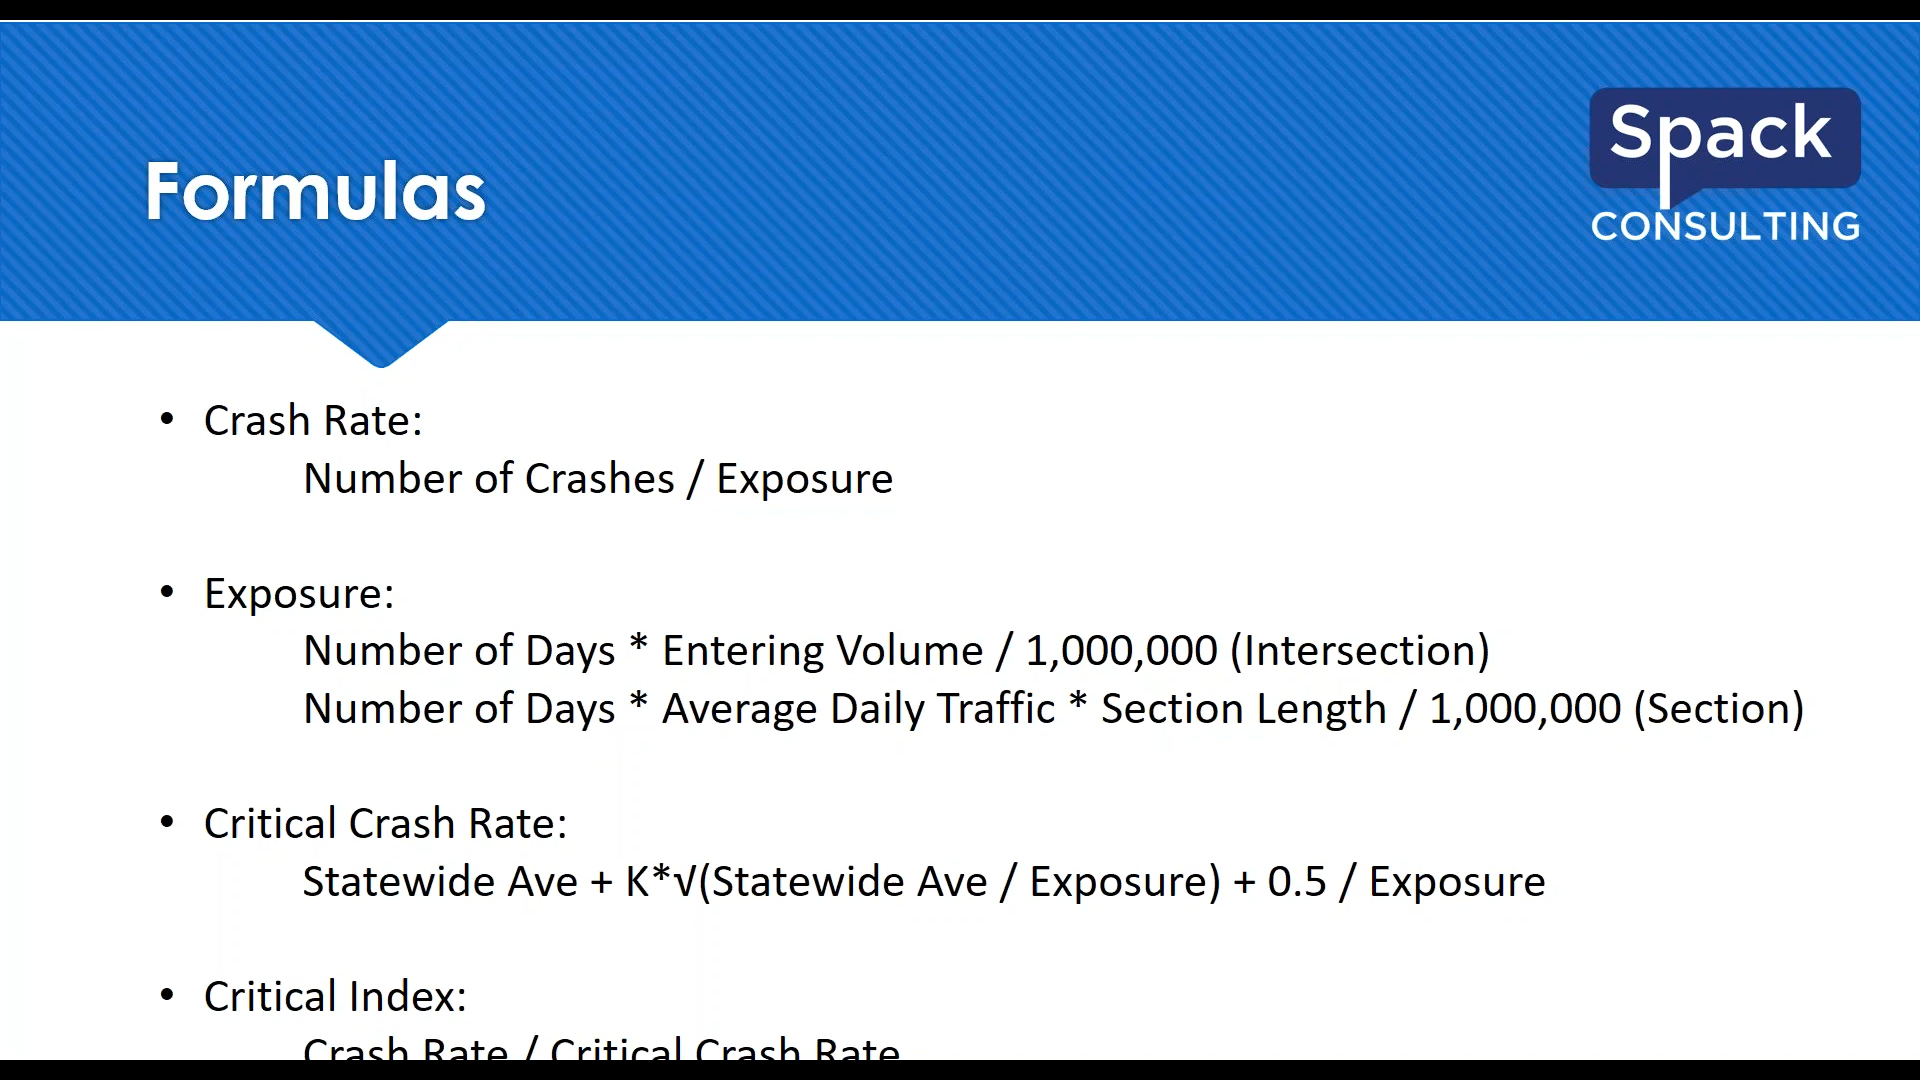 Spack
CONSULTING
Formulas
• Crash Rate:
Number of Crashes / Exposure
• Exposure:
Number of Days * Entering Volume / 1,000,000 (Intersection)
Number of Days * Average Daily Traffic * Section Length / 1,000,000 (Section)
• Critical Crash Rate:
Statewide Ave + K*√(Statewide Ave / Exposure) + 0.5 / Exposure
• Critical Index:
Crash Rate / Critical Crash Rate